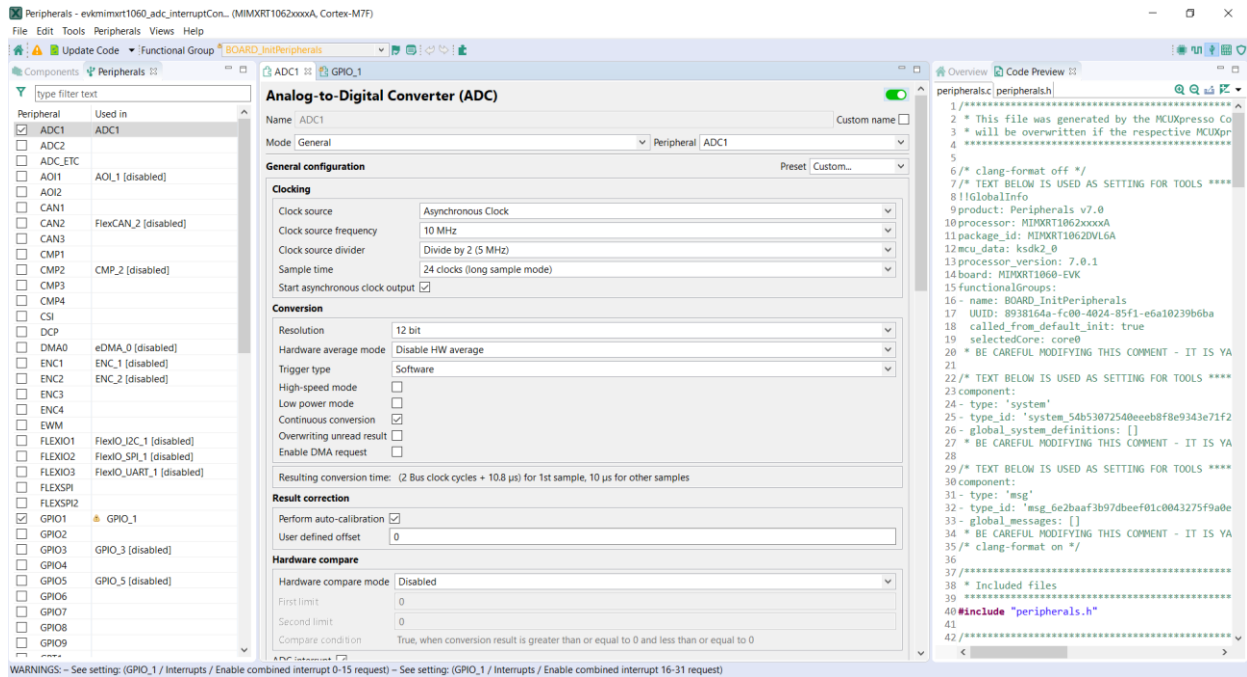 Peripherals - evkmimxrt1060_adc_interruptCon... (MIMXRT1062xxxxA, Cortex-M7F)
File Edit Tools Peripherals Views Help
Update Code Functional Group BOARD_InitPeripherals
Components Peripherals
type filter text
Peripheral Used in
ADC1 ADC1
ADC2
ADC_ETC
AOI1 AOI_1 [disabled]
AOI2
CAN1
CAN2 FlexCAN_2 [disabled]
CAN3
CMP1
CMP2 CMP_2 [disabled]
CMP3
CMP4
CSI
DCP
DMA0 eDMA_0 [disabled]
ENC1 ENC_1 [disabled]
ENC2 ENC_2 [disabled]
ENC3
ENC4
EWM
FLEXIO1 FlexIO_I2C_1 [disabled]
FLEXIO2 FlexIO_SPI_1 [disabled]
FLEXIO3 FlexIO_UART_1 [disabled]
FLEXSPI
FLEXSPI2
GPIO1 GPIO_1
GPIO2
GPIO3 GPIO_3 [disabled]
GPIO4
GPIO5 GPIO_5 [disabled]
GPIO6
GPIO7
GPIO8
GPIO9
ADC1 GPIO_1
Analog-to-Digital Converter (ADC)
Name ADC1 Custom name
Mode General Peripheral ADC1
General configuration Preset Custom...
Clocking
Clock source Asynchronous Clock
Clock source frequency 10 MHz
Clock source divider Divide by 2 (5 MHz)
Sample time 24 clocks (long sample mode)
Start asynchronous clock output
Conversion
Resolution 12 bit
Hardware average mode Disable HW average
Trigger type Software
High-speed mode
Low power mode
Continuous conversion
Overwriting unread result
Enable DMA request
Resulting conversion time: (2 Bus clock cycles + 10.8 µs) for 1st sample, 10 µs for other samples
Result correction
Perform auto-calibration
User defined offset 0
Hardware compare
Hardware compare mode Disabled
First limit 0
Second limit 0
Compare condition True, when conversion result is greater than or equal to 0 and less than or equal to 0
ADC interrupt
Overview Code Preview
peripherals.c peripherals.h
1 /*****************************************
2 * This file was generated by the MCUXpresso Co
3 * will be overwritten if the respective MCUXpr
4 *****************************************
5
6 /* clang-format off */
7 /* TEXT BELOW IS USED AS SETTING FOR TOOLS ****
8 !!GlobalInfo
9 product: Peripherals v7.0
10 processor: MIMXRT1062xxxxA
11 package_id: MIMXRT1062DVL6A
12 mcu_data: ksdk2_0
13 processor_version: 7.0.1
14 board: MIMXRT1060-EVK
15 functionalGroups:
16 - name: BOARD_InitPeripherals
17 UUID: 8938164a-fc00-4024-85f1-e6a10239b6ba
18 called_from_default_init: true
19 selectedCore: core0
20 * BE CAREFUL MODIFYING THIS COMMENT - IT IS YA
21
22 /* TEXT BELOW IS USED AS SETTING FOR TOOLS ****
23 component:
24 - type: 'system'
25 - type_id: 'system_54b53072540eeeb8f8e9343e71f2
26 - global_system_definitions: []
27 * BE CAREFUL MODIFYING THIS COMMENT - IT IS YA
28
29 /* TEXT BELOW IS USED AS SETTING FOR TOOLS ****
30 component:
31 - type: 'msg'
32 - type_id: 'msg_6e2baaf3b97dbeef01c0043275f9a0e
33 - global_messages: []
34 * BE CAREFUL MODIFYING THIS COMMENT - IT IS YA
35 /* clang-format on */
36
37 /*****************************************
38 * Included files
39 *****************************************
40 #include "peripherals.h"
41
42 /*****************************************
WARNINGS: – See setting: (GPIO_1 / Interrupts / Enable combined interrupt 0-15 request) – See setting: (GPIO_1 / Interrupts / Enable combined interrupt 16-31 request)